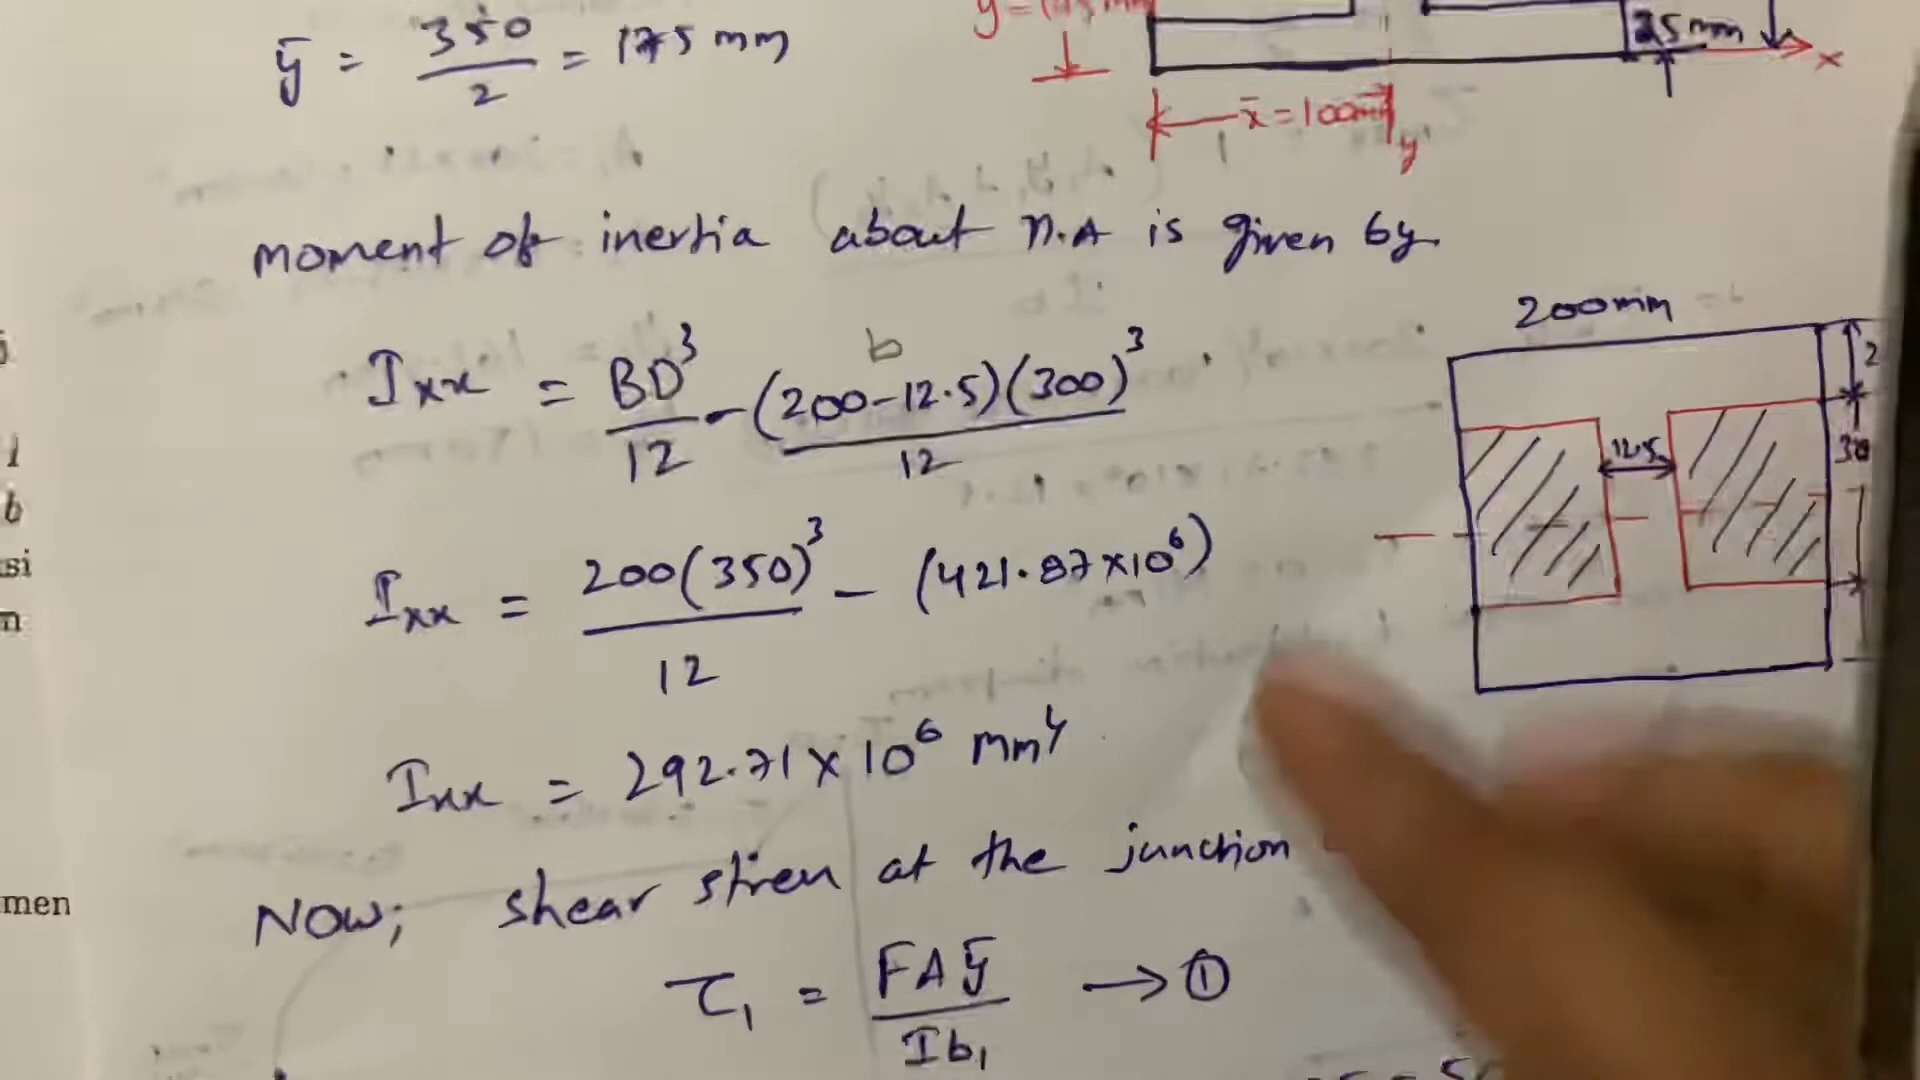 ȳ = 350/2 = 175 mm
25mm
x
x̄ = 100mm
y'
moment of inertia about N.A is given by.
200mm
b
Ixx = BD³/12 - (200-12.5)(300)³/12
12.5
Ixx = 200(350)³/12 - (421.87×10⁶)
Ixx = 292.71×10⁶ mm⁴
Now; shear stress at the junction
τ₁ = FAȳ/Ib₁ → ①
b
si
men